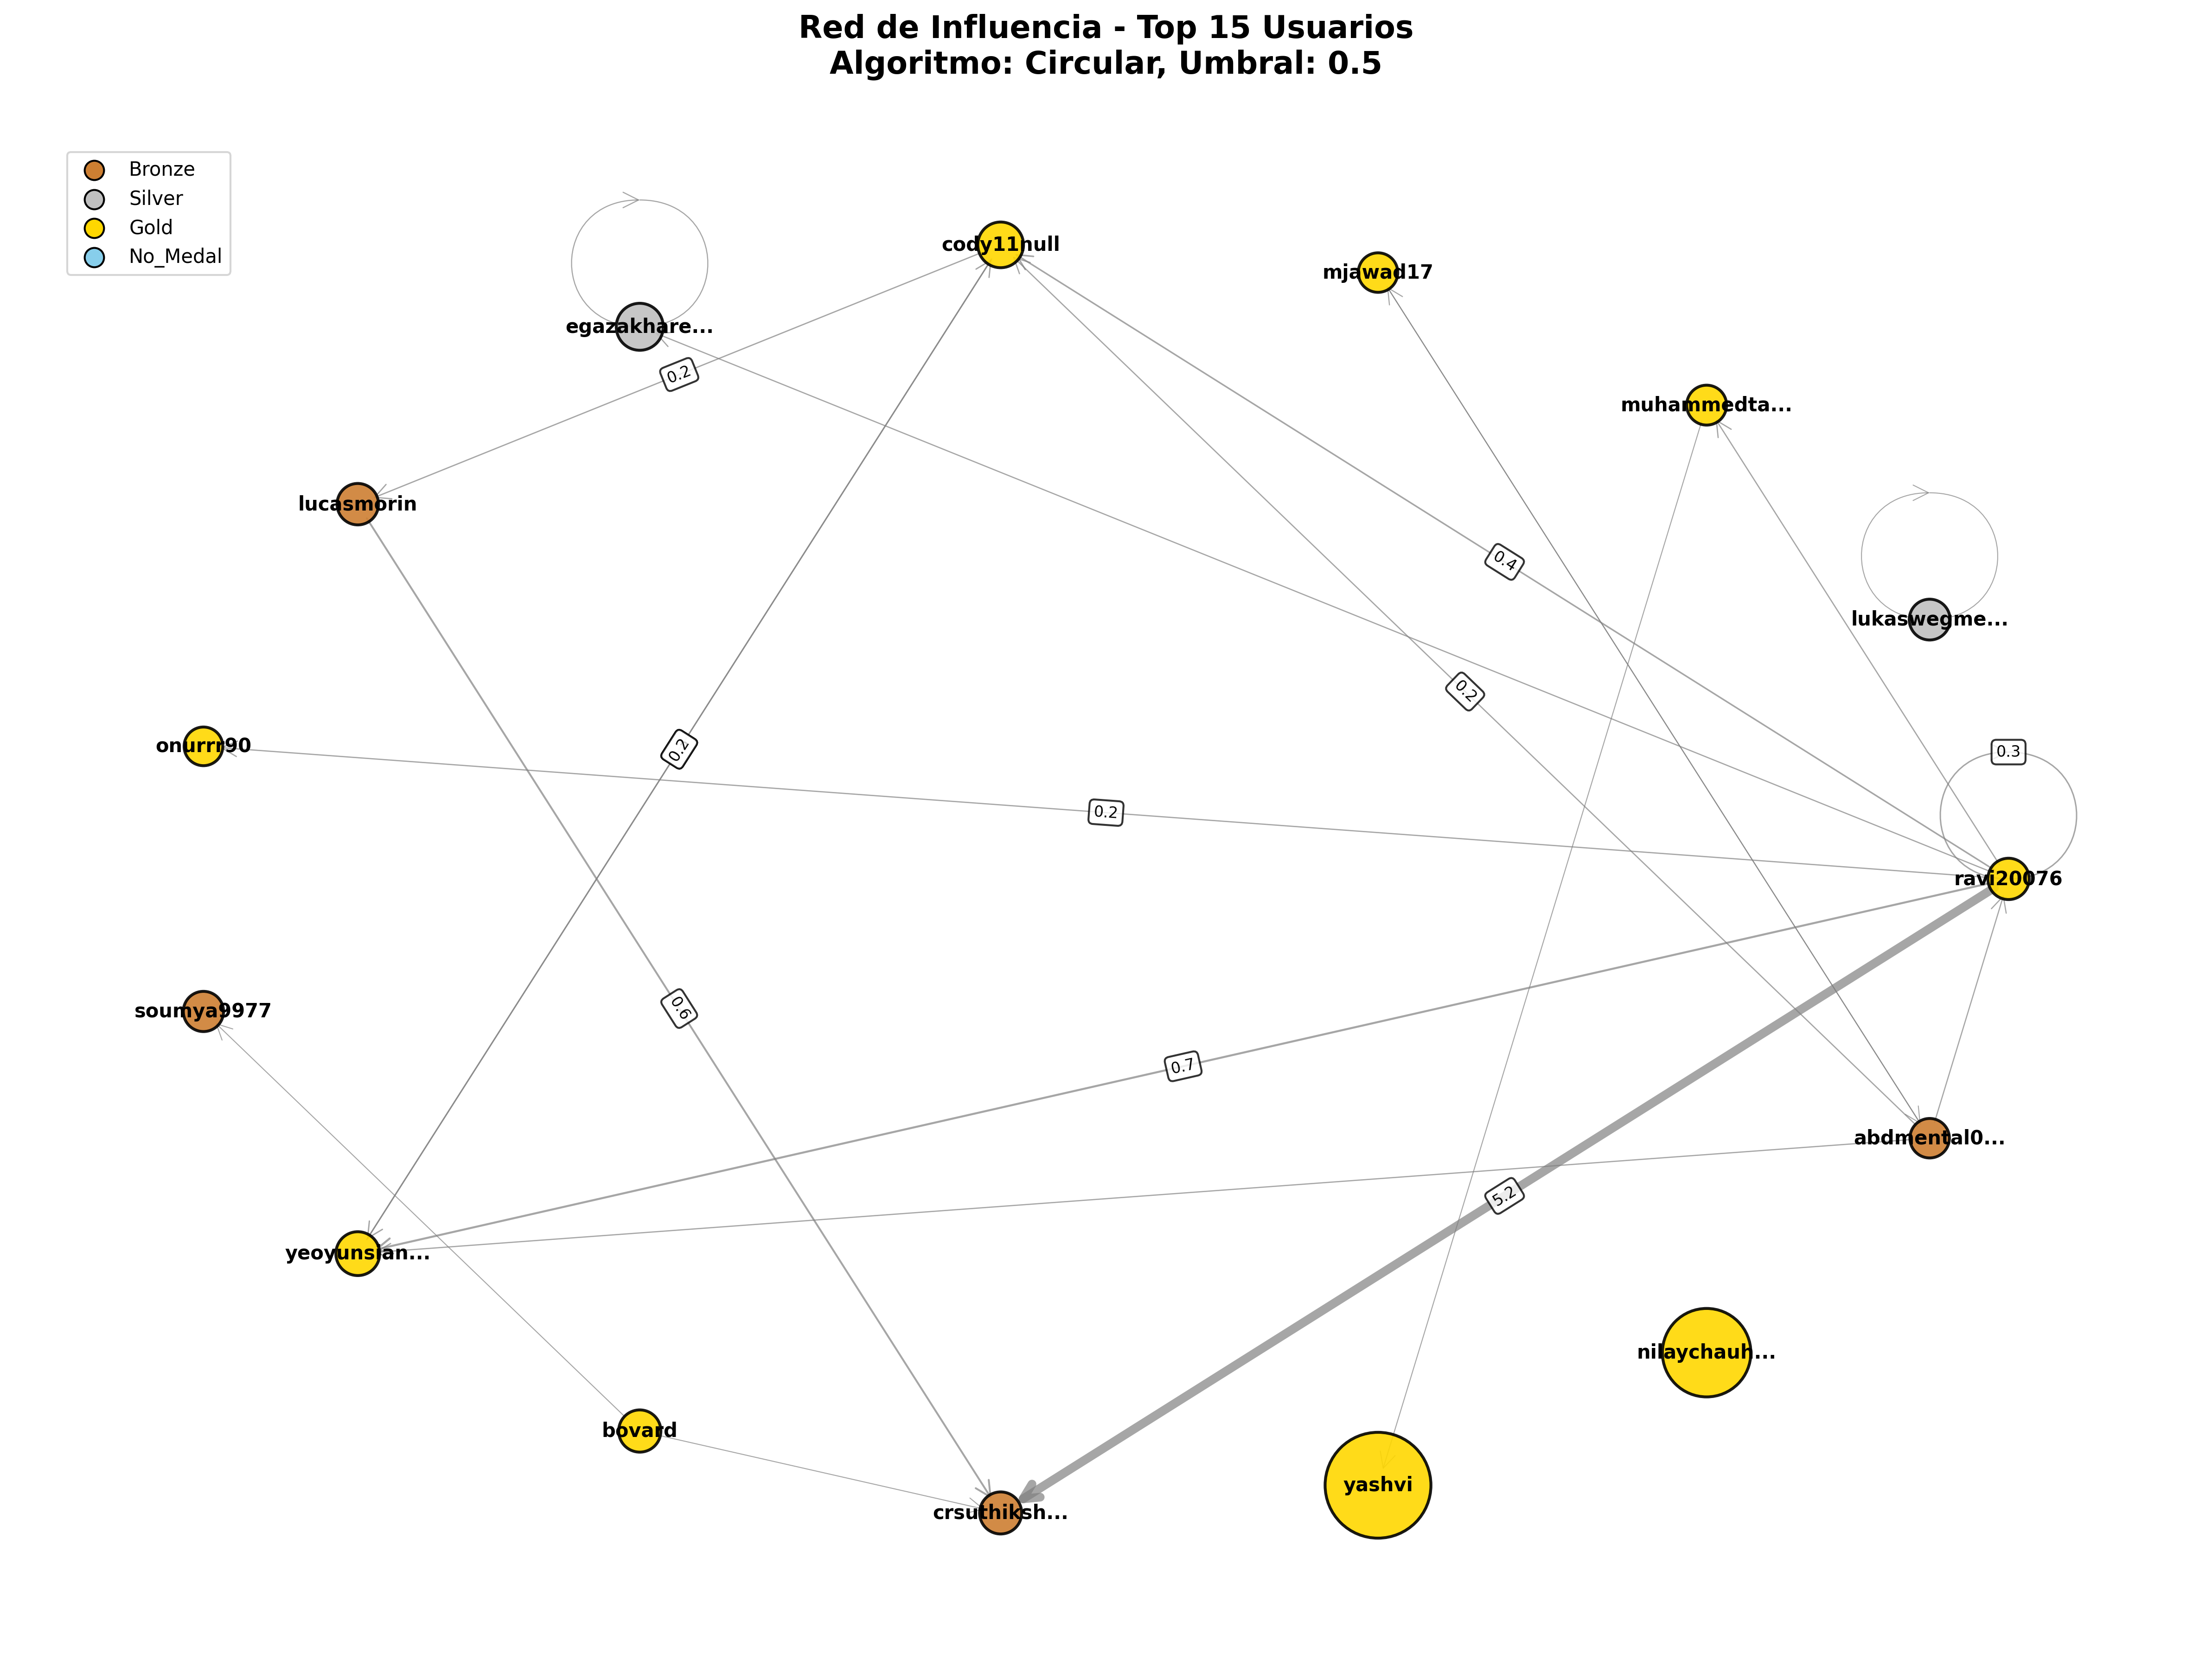 Red de Influencia - Top 15 Usuarios
Algoritmo: Circular, Umbral: 0.5
Bronze
Silver
Gold
No_Medal
cody11null
mjawad17
egazakhare...
0.2
muhammedta...
lucasmorin
0.4
lukaswegme...
0.2
onurrr90
0.2
0.3
0.2
ravi20076
soumya9977
0.6
0.7
abdmental0...
5.2
yeoyunsian...
nilaychauh...
bovard
yashvi
crsuthiksh...